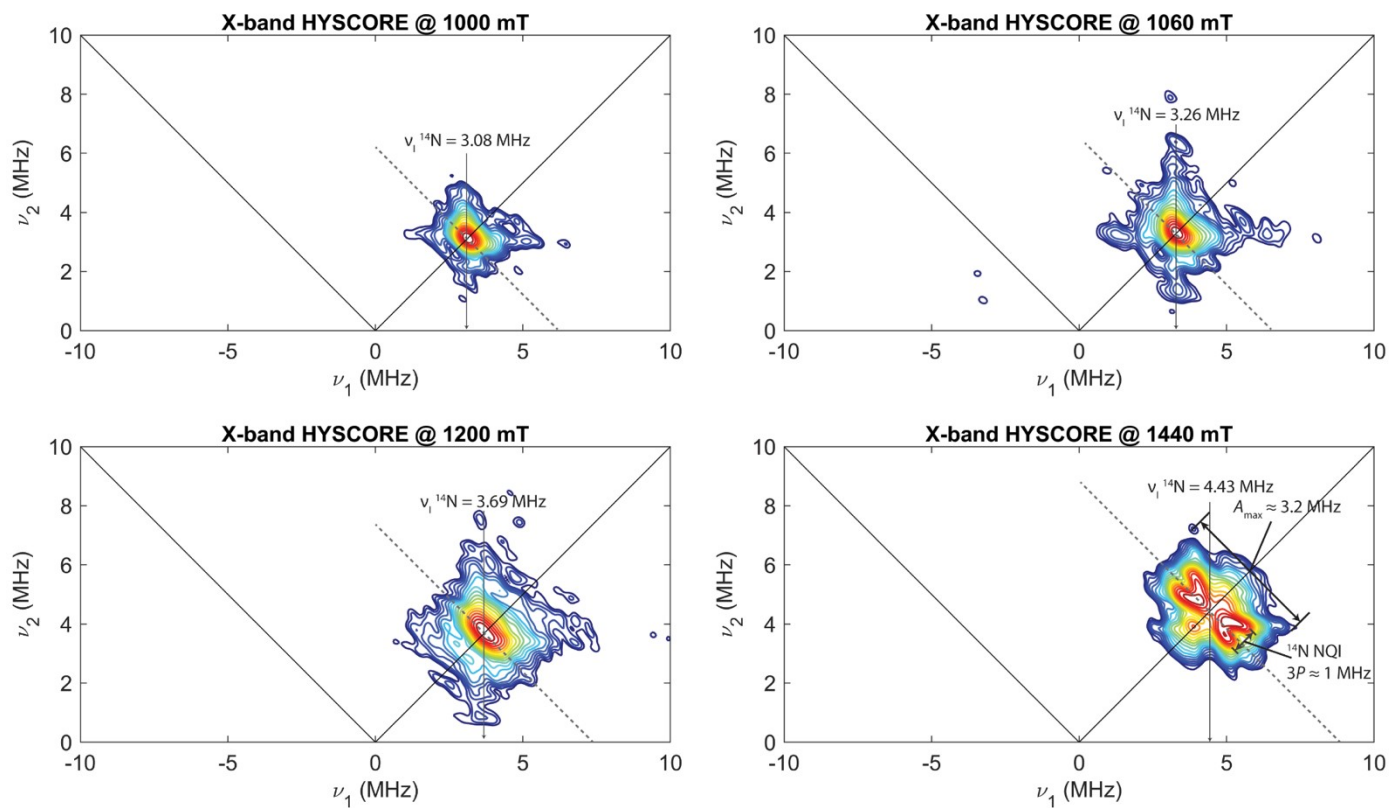 X-band HYSCORE @ 1000 mT
10
8
6
4
2
0
ν₂ (MHz)
νI ¹⁴N = 3.08 MHz
-10
-5
0
5
10
ν₁ (MHz)
X-band HYSCORE @ 1060 mT
10
8
6
4
2
0
ν₂ (MHz)
νI ¹⁴N = 3.26 MHz
-10
-5
0
5
10
ν₁ (MHz)
X-band HYSCORE @ 1200 mT
10
8
6
4
2
0
ν₂ (MHz)
νI ¹⁴N = 3.69 MHz
-10
-5
0
5
10
ν₁ (MHz)
X-band HYSCORE @ 1440 mT
10
8
6
4
2
0
ν₂ (MHz)
νI ¹⁴N = 4.43 MHz
Amax ≈ 3.2 MHz
¹⁴N NQI
3P ≈ 1 MHz
-10
-5
0
5
10
ν₁ (MHz)